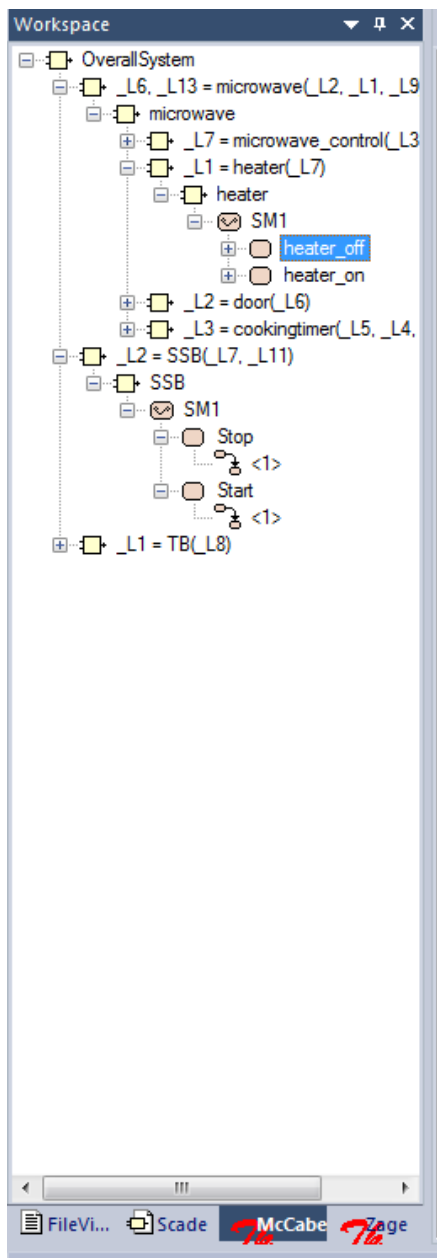 Workspace
OverallSystem
_L6, _L13 = microwave(_L2, _L1, _L9
microwave
_L7 = microwave_control(_L3
_L1 = heater(_L7)
heater
SM1
heater_off
heater_on
_L2 = door(_L6)
_L3 = cookingtimer(_L5, _L4,
_L2 = SSB(_L7, _L11)
SSB
SM1
Stop
<1>
Start
<1>
_L1 = TB(_L8)
FileVi... Scade McCabe Zage